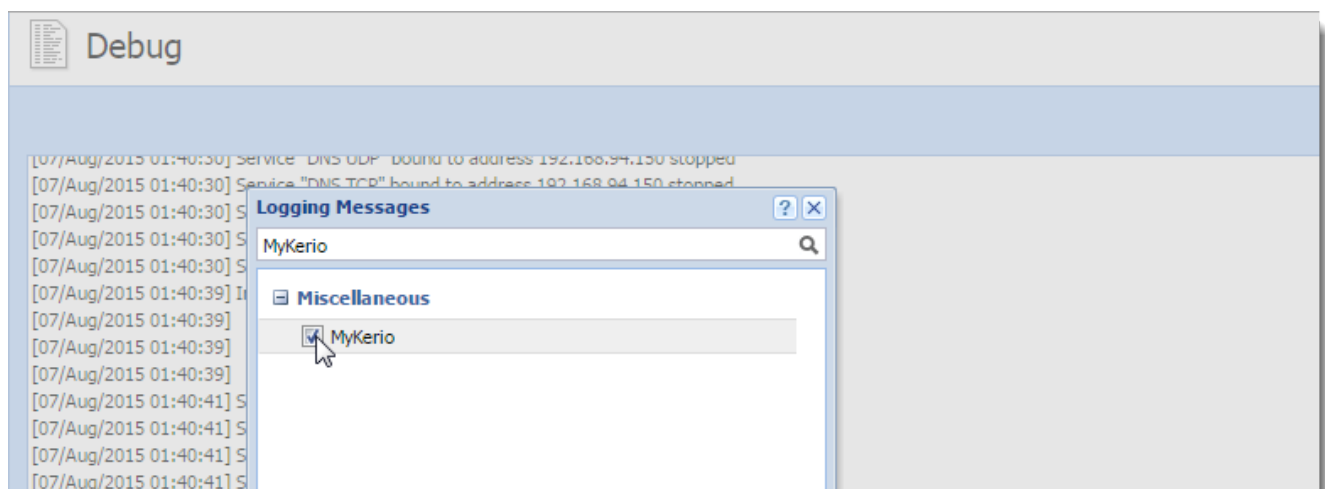 Debug
[07/Aug/2015 01:40:30] Service "DNS UDP" bound to address 192.168.94.150 stopped
[07/Aug/2015 01:40:30] Service "DNS TCP" bound to address 192.168.94.150 stopped
[07/Aug/2015 01:40:30] S
[07/Aug/2015 01:40:30] S
[07/Aug/2015 01:40:30] S
[07/Aug/2015 01:40:39] I
[07/Aug/2015 01:40:39]
[07/Aug/2015 01:40:39]
[07/Aug/2015 01:40:39]
[07/Aug/2015 01:40:41] S
[07/Aug/2015 01:40:41] S
[07/Aug/2015 01:40:41] S
[07/Aug/2015 01:40:41] S
Logging Messages
MyKerio
Miscellaneous
MyKerio